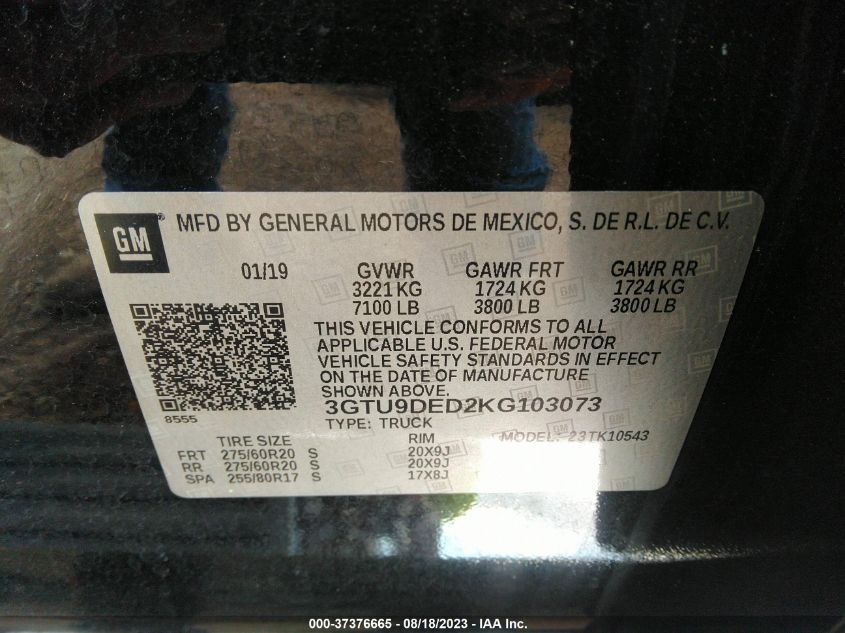 GM
MFD BY GENERAL MOTORS DE MEXICO, S. DE R.L. DE C.V.
01/19 GVWR GAWR FRT GAWR RR
3221 KG 1724 KG 1724 KG
7100 LB 3800 LB 3800 LB
THIS VEHICLE CONFORMS TO ALL
APPLICABLE U.S. FEDERAL MOTOR
VEHICLE SAFETY STANDARDS IN EFFECT
ON THE DATE OF MANUFACTURE
SHOWN ABOVE.
8555
3GTU9DED2KG103073
TYPE: TRUCK MODEL: 23TK10543
TIRE SIZE RIM
FRT 275/60R20 S 20X9J
RR 275/60R20 S 20X9J
SPA 255/80R17 S 17X8J
000-37376665 - 08/18/2023 - IAA Inc.